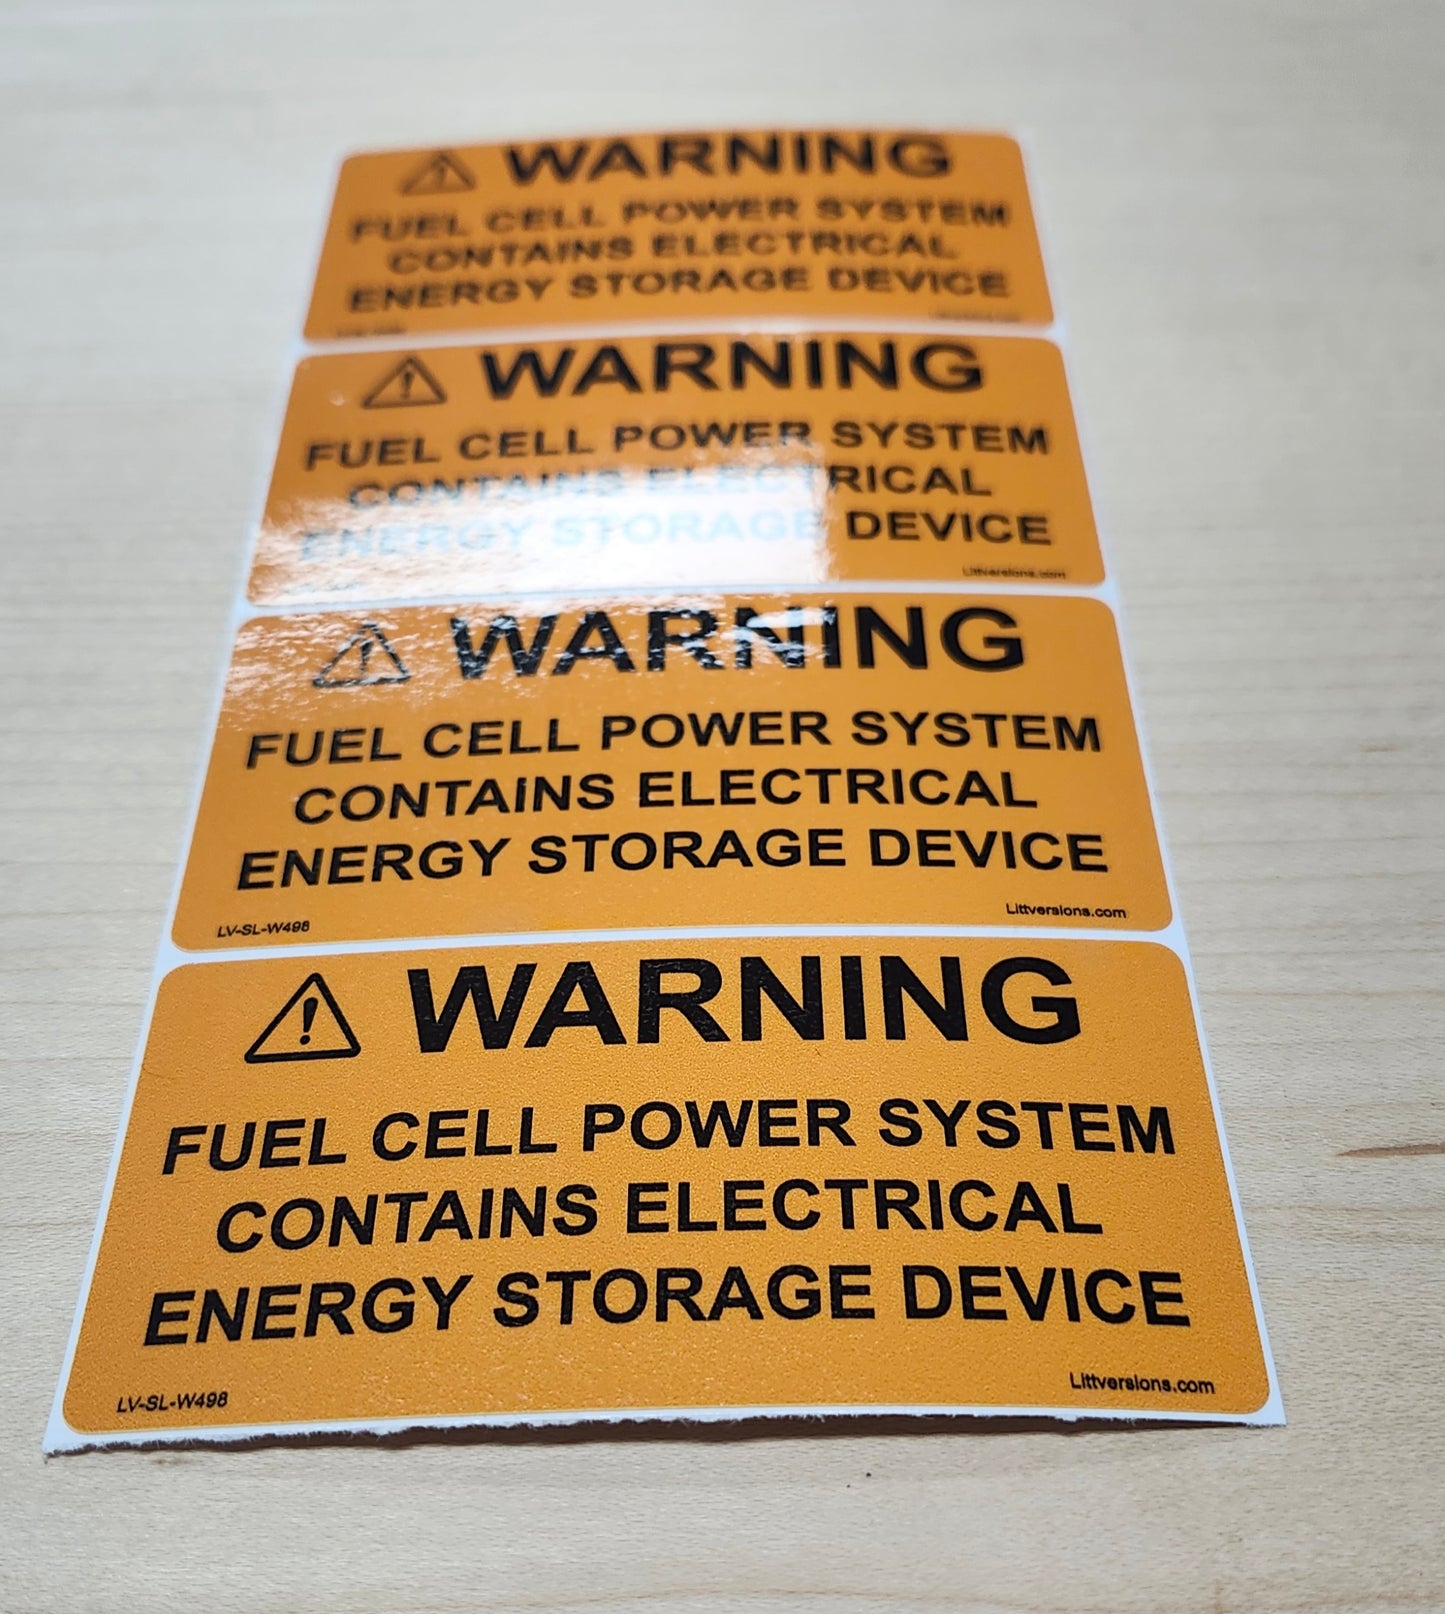 WARNING
FUEL CELL POWER SYSTEM
CONTAINS ELECTRICAL
ENERGY STORAGE DEVICE
WARNING
FUEL CELL POWER SYSTEM
CONTAINS ELECTRICAL
ENERGY STORAGE DEVICE
Littversions.com
WARNING
FUEL CELL POWER SYSTEM
CONTAINS ELECTRICAL
ENERGY STORAGE DEVICE
LV-SL-W498 Littversions.com
WARNING
FUEL CELL POWER SYSTEM
CONTAINS ELECTRICAL
ENERGY STORAGE DEVICE
LV-SL-W498 Littversions.com